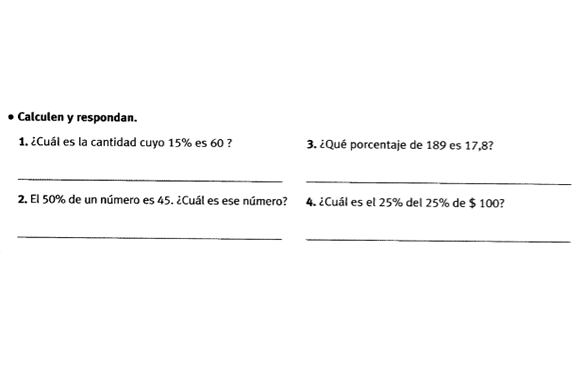 • Calculen y respondan.
1. ¿Cuál es la cantidad cuyo 15% es 60 ?
2. El 50% de un número es 45. ¿Cuál es ese número?
3. ¿Qué porcentaje de 189 es 17,8?
4. ¿Cuál es el 25% del 25% de $ 100?